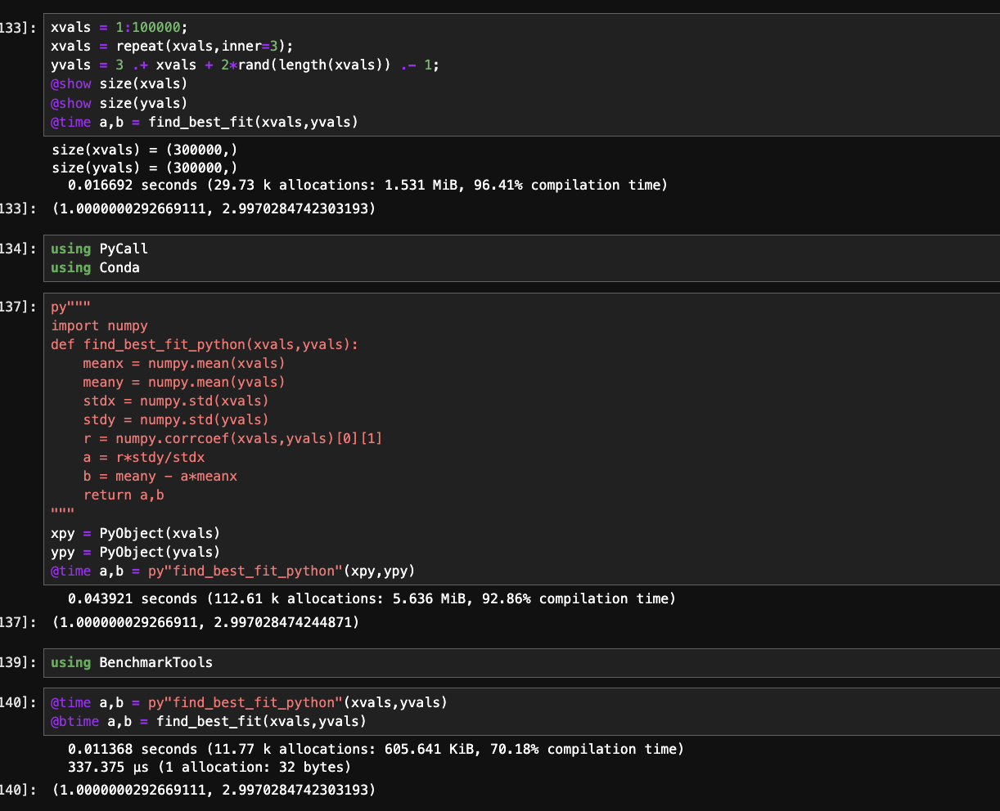 133]:
xvals = 1:100000;
xvals = repeat(xvals,inner=3);
yvals = 3 .+ xvals + 2*rand(length(xvals)) .- 1;
@show size(xvals)
@show size(yvals)
@time a,b = find_best_fit(xvals,yvals)
size(xvals) = (300000,)
size(yvals) = (300000,)
  0.016692 seconds (29.73 k allocations: 1.531 MiB, 96.41% compilation time)
133]: (1.0000000292669111, 2.9970284742303193)
134]:
using PyCall
using Conda
137]:
py"""
import numpy
def find_best_fit_python(xvals,yvals):
    meanx = numpy.mean(xvals)
    meany = numpy.mean(yvals)
    stdx = numpy.std(xvals)
    stdy = numpy.std(yvals)
    r = numpy.corrcoef(xvals,yvals)[0][1]
    a = r*stdy/stdx
    b = meany - a*meanx
    return a,b
"""
xpy = PyObject(xvals)
ypy = PyObject(yvals)
@time a,b = py"find_best_fit_python"(xpy,ypy)
  0.043921 seconds (112.61 k allocations: 5.636 MiB, 92.86% compilation time)
137]: (1.000000029266911, 2.997028474244871)
139]: using BenchmarkTools
140]:
@time a,b = py"find_best_fit_python"(xvals,yvals)
@btime a,b = find_best_fit(xvals,yvals)
  0.011368 seconds (11.77 k allocations: 605.641 KiB, 70.18% compilation time)
  337.375 μs (1 allocation: 32 bytes)
140]: (1.0000000292669111, 2.9970284742303193)